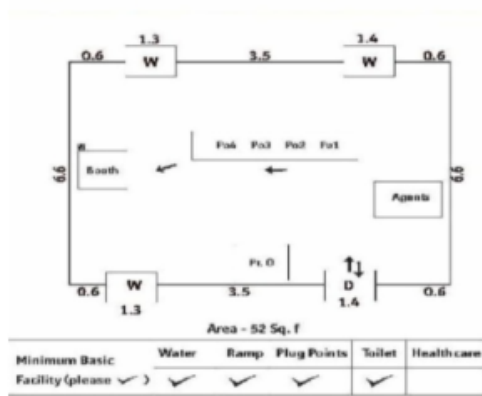 1.3 1.4
0.6 W 3.5 W 0.6
Po4 Po3 Po2 Po1
6.6 Booth 6.6
Agents
Pr. O
0.6 W 3.5 D 0.6
1.3 1.4
Area - 52 Sq. f
Minimum Basic Water Ramp Plug Points Toilet Healthcare
Facility (please ✓) ✓ ✓ ✓ ✓